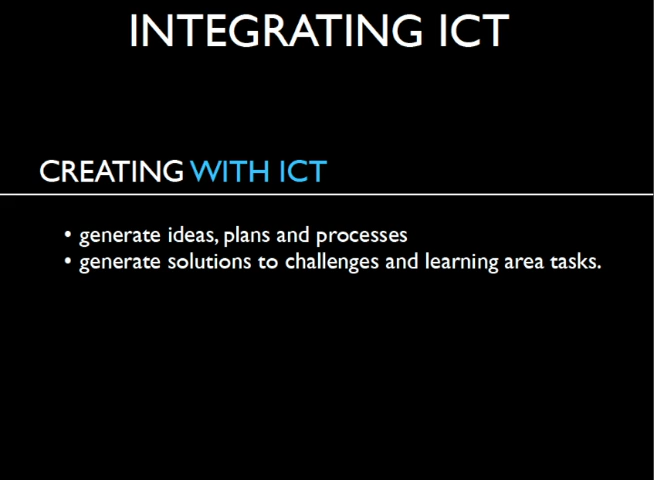 INTEGRATING ICT
CREATING WITH ICT
• generate ideas, plans and processes
• generate solutions to challenges and learning area tasks.